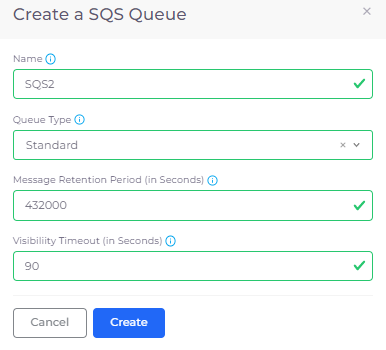 Create a SQS Queue
Name
SQS2
Queue Type
Standard
Message Retention Period (in Seconds)
432000
Visibiliity Timeout (in Seconds)
90
Cancel Create